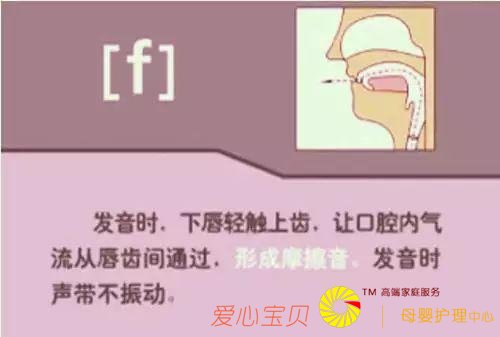 [f]
发音时，下唇轻触上齿，让口腔内气
流从唇齿间通过，形成摩擦音。发音时
声带不振动。
TM 高端家庭服务
爱心宝贝 | 母婴护理中心